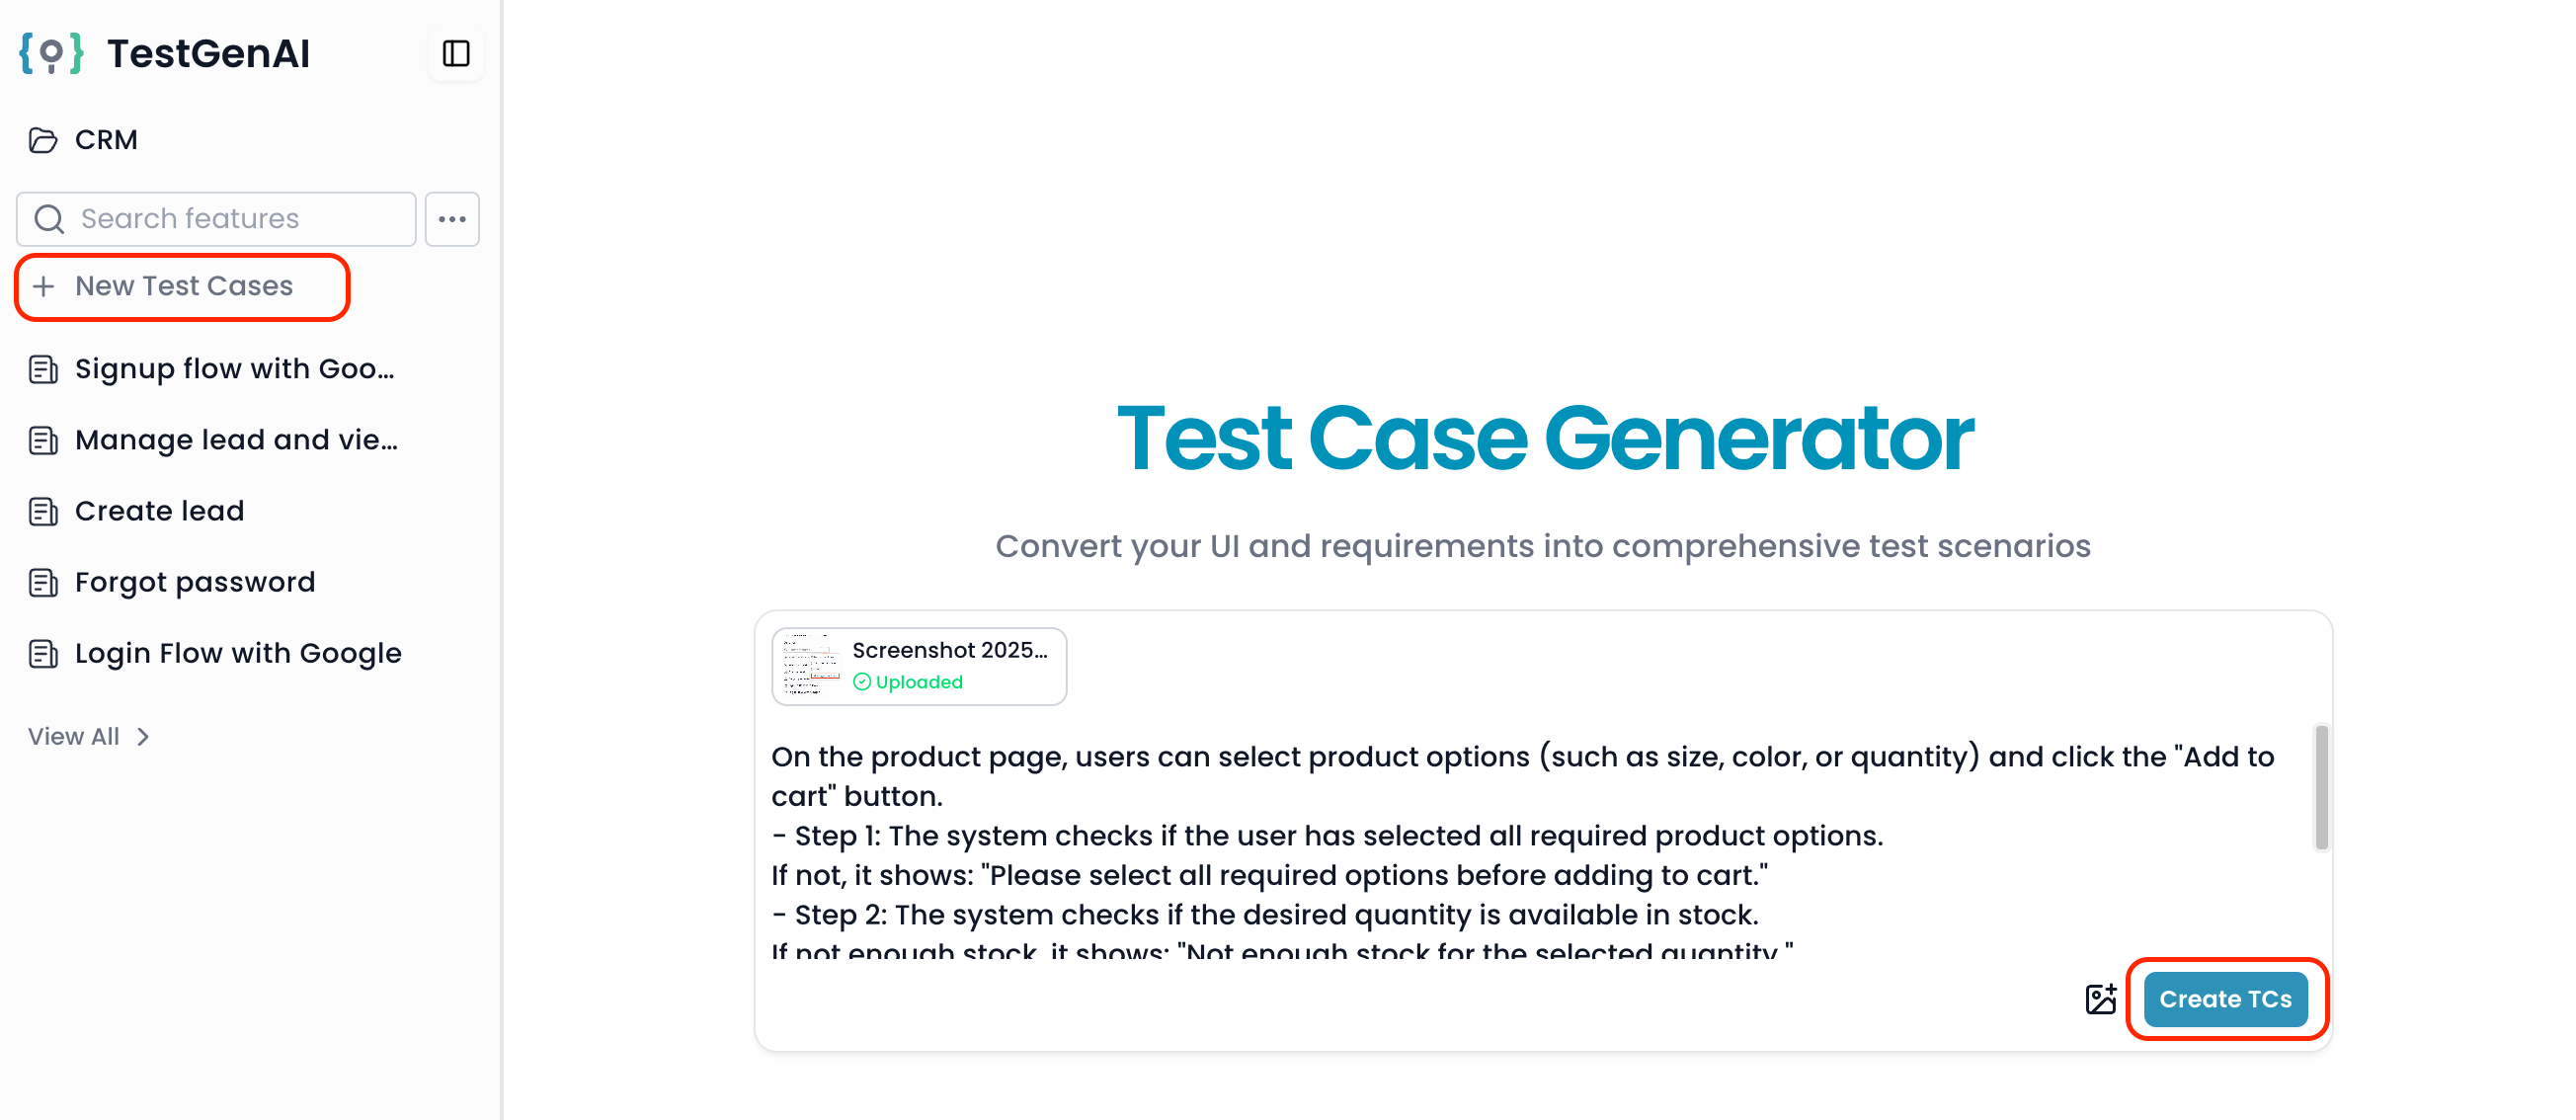 TestGenAI
CRM
Search features
New Test Cases
Signup flow with Goo...
Manage lead and vie...
Create lead
Forgot password
Login Flow with Google
View All
Test Case Generator
Convert your UI and requirements into comprehensive test scenarios
Screenshot 2025...
Uploaded
On the product page, users can select product options (such as size, color, or quantity) and click the "Add to
cart" button.
- Step 1: The system checks if the user has selected all required product options.
If not, it shows: "Please select all required options before adding to cart."
- Step 2: The system checks if the desired quantity is available in stock.
If not enough stock, it shows: "Not enough stock for the selected quantity."
Create TCs